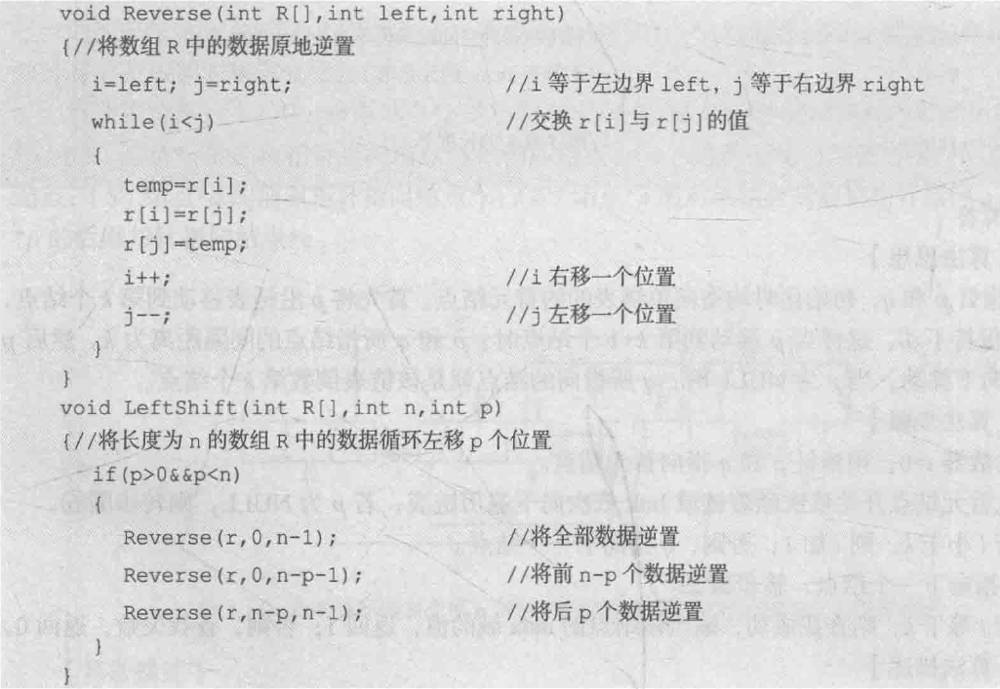 void Reverse(int R[],int left,int right)
{//将数组 R 中的数据原地逆置
i=left; j=right; //i 等于左边界 left，j 等于右边界 right
while(i<j) //交换 r[i]与 r[j]的值
{
temp=r[i];
r[i]=r[j];
r[j]=temp;
i++; //i 右移一个位置
j--; //j 左移一个位置
}
}
void LeftShift(int R[],int n,int p)
{//将长度为 n 的数组 R 中的数据循环左移 p 个位置
if(p>0&&p<n)
{
Reverse(r,0,n-1); //将全部数据逆置
Reverse(r,0,n-p-1); //将前 n-p 个数据逆置
Reverse(r,n-p,n-1); //将后 p 个数据逆置
}
}